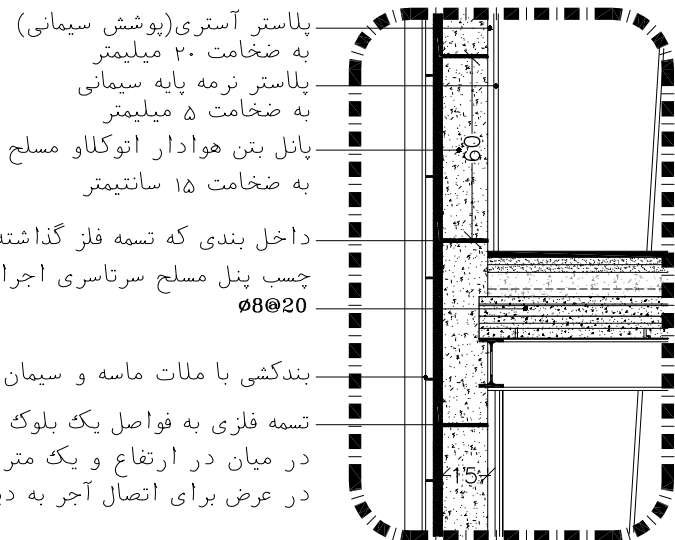 پلاستر آستری(پوشش سیمانی)
به ضخامت ۲۰ میلیمتر
پلاستر نرمه پایه سیمانی
به ضخامت ۵ میلیمتر
پانل بتن هوادار اتوکلاو مسلح
به ضخامت ۱۵ سانتیمتر
داخل بندی که تسمه فلز گذاشته
چسب پنل مسلح سرتاسری اجرا
ø8@20
بندکشی با ملات ماسه و سیمان
تسمه فلزی به فواصل یک بلوک
در میان در ارتفاع و یک متر
در عرض برای اتصال آجر به
60
15